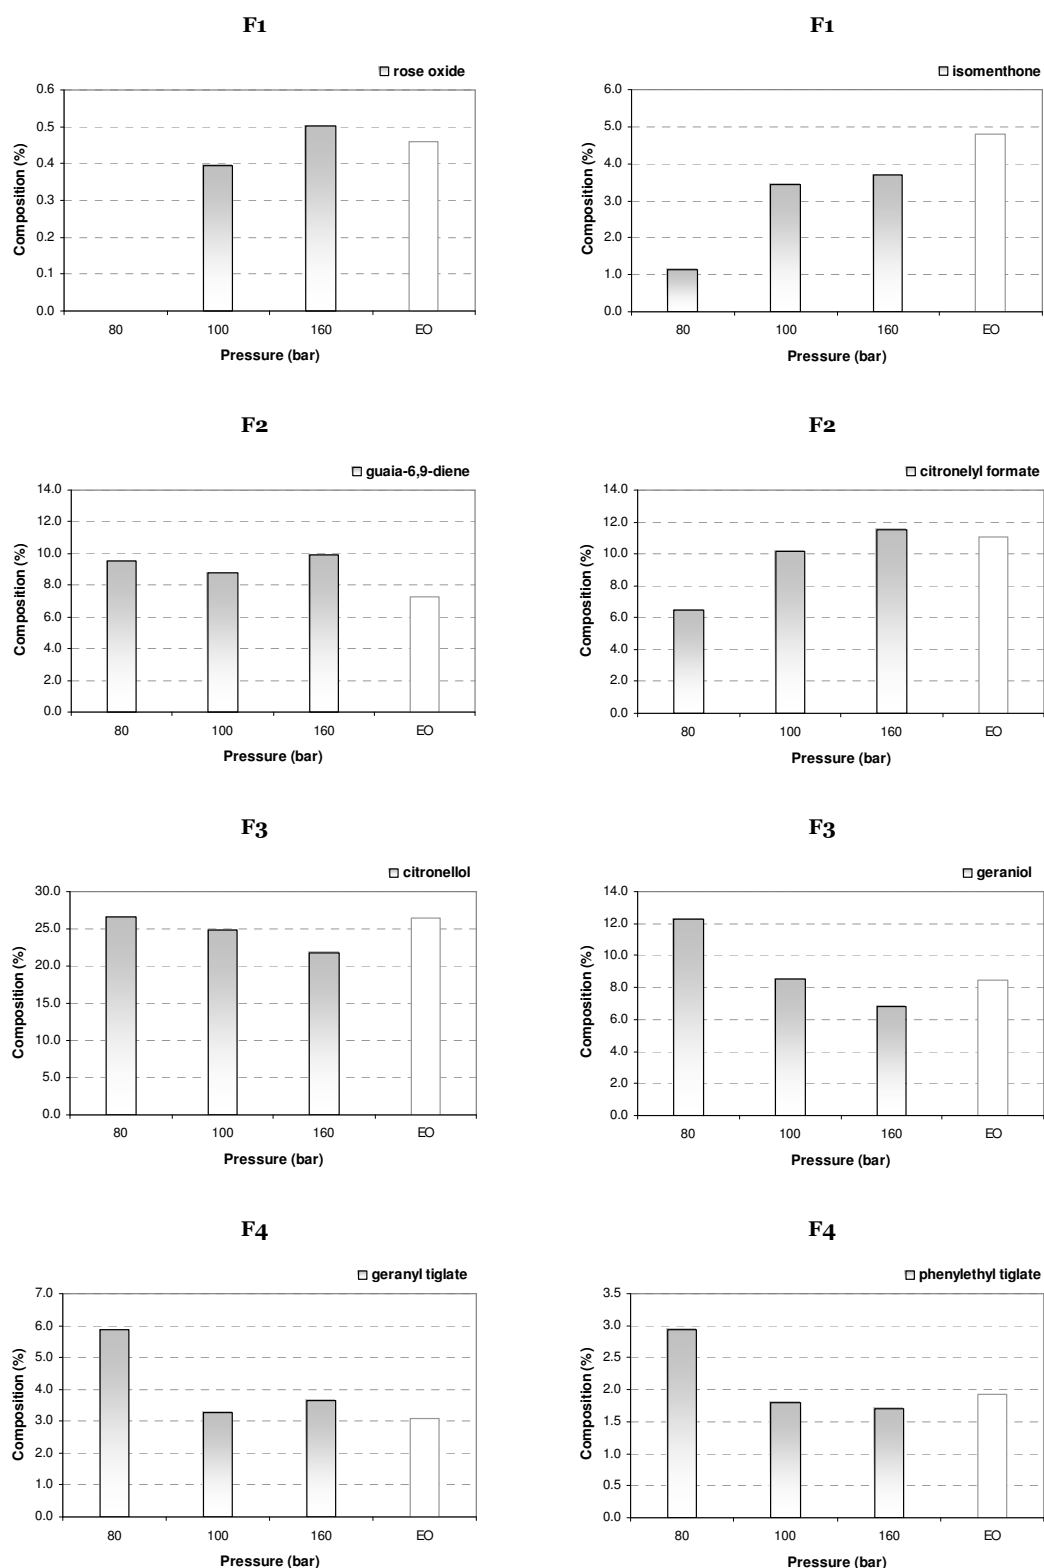 F1
rose oxide
Composition (%)
0.6
0.5
0.4
0.3
0.2
0.1
0.0
80 100 160 EO
Pressure (bar)
F1
isomenthone
Composition (%)
6.0
5.0
4.0
3.0
2.0
1.0
0.0
80 100 160 EO
Pressure (bar)
F2
guaia-6,9-diene
Composition (%)
14.0
12.0
10.0
8.0
6.0
4.0
2.0
0.0
80 100 160 EO
Pressure (bar)
F2
citronelyl formate
Composition (%)
14.0
12.0
10.0
8.0
6.0
4.0
2.0
0.0
80 100 160 EO
Pressure (bar)
F3
citronellol
Composition (%)
30.0
25.0
20.0
15.0
10.0
5.0
0.0
80 100 160 EO
Pressure (bar)
F3
geraniol
Composition (%)
14.0
12.0
10.0
8.0
6.0
4.0
2.0
0.0
80 100 160 EO
Pressure (bar)
F4
geranyl tiglate
Composition (%)
7.0
6.0
5.0
4.0
3.0
2.0
1.0
0.0
80 100 160 EO
Pressure (bar)
F4
phenylethyl tiglate
Composition (%)
3.5
3.0
2.5
2.0
1.5
1.0
0.5
0.0
80 100 160 EO
Pressure (bar)